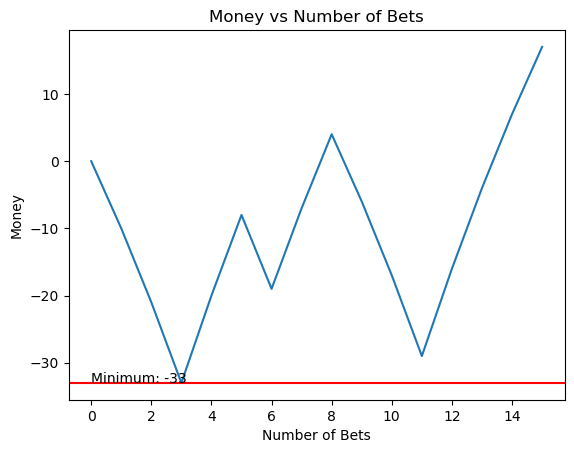 Money vs Number of Bets
10
0
−10
−20
−30
Money
Minimum: -33
0 2 4 6 8 10 12 14
Number of Bets